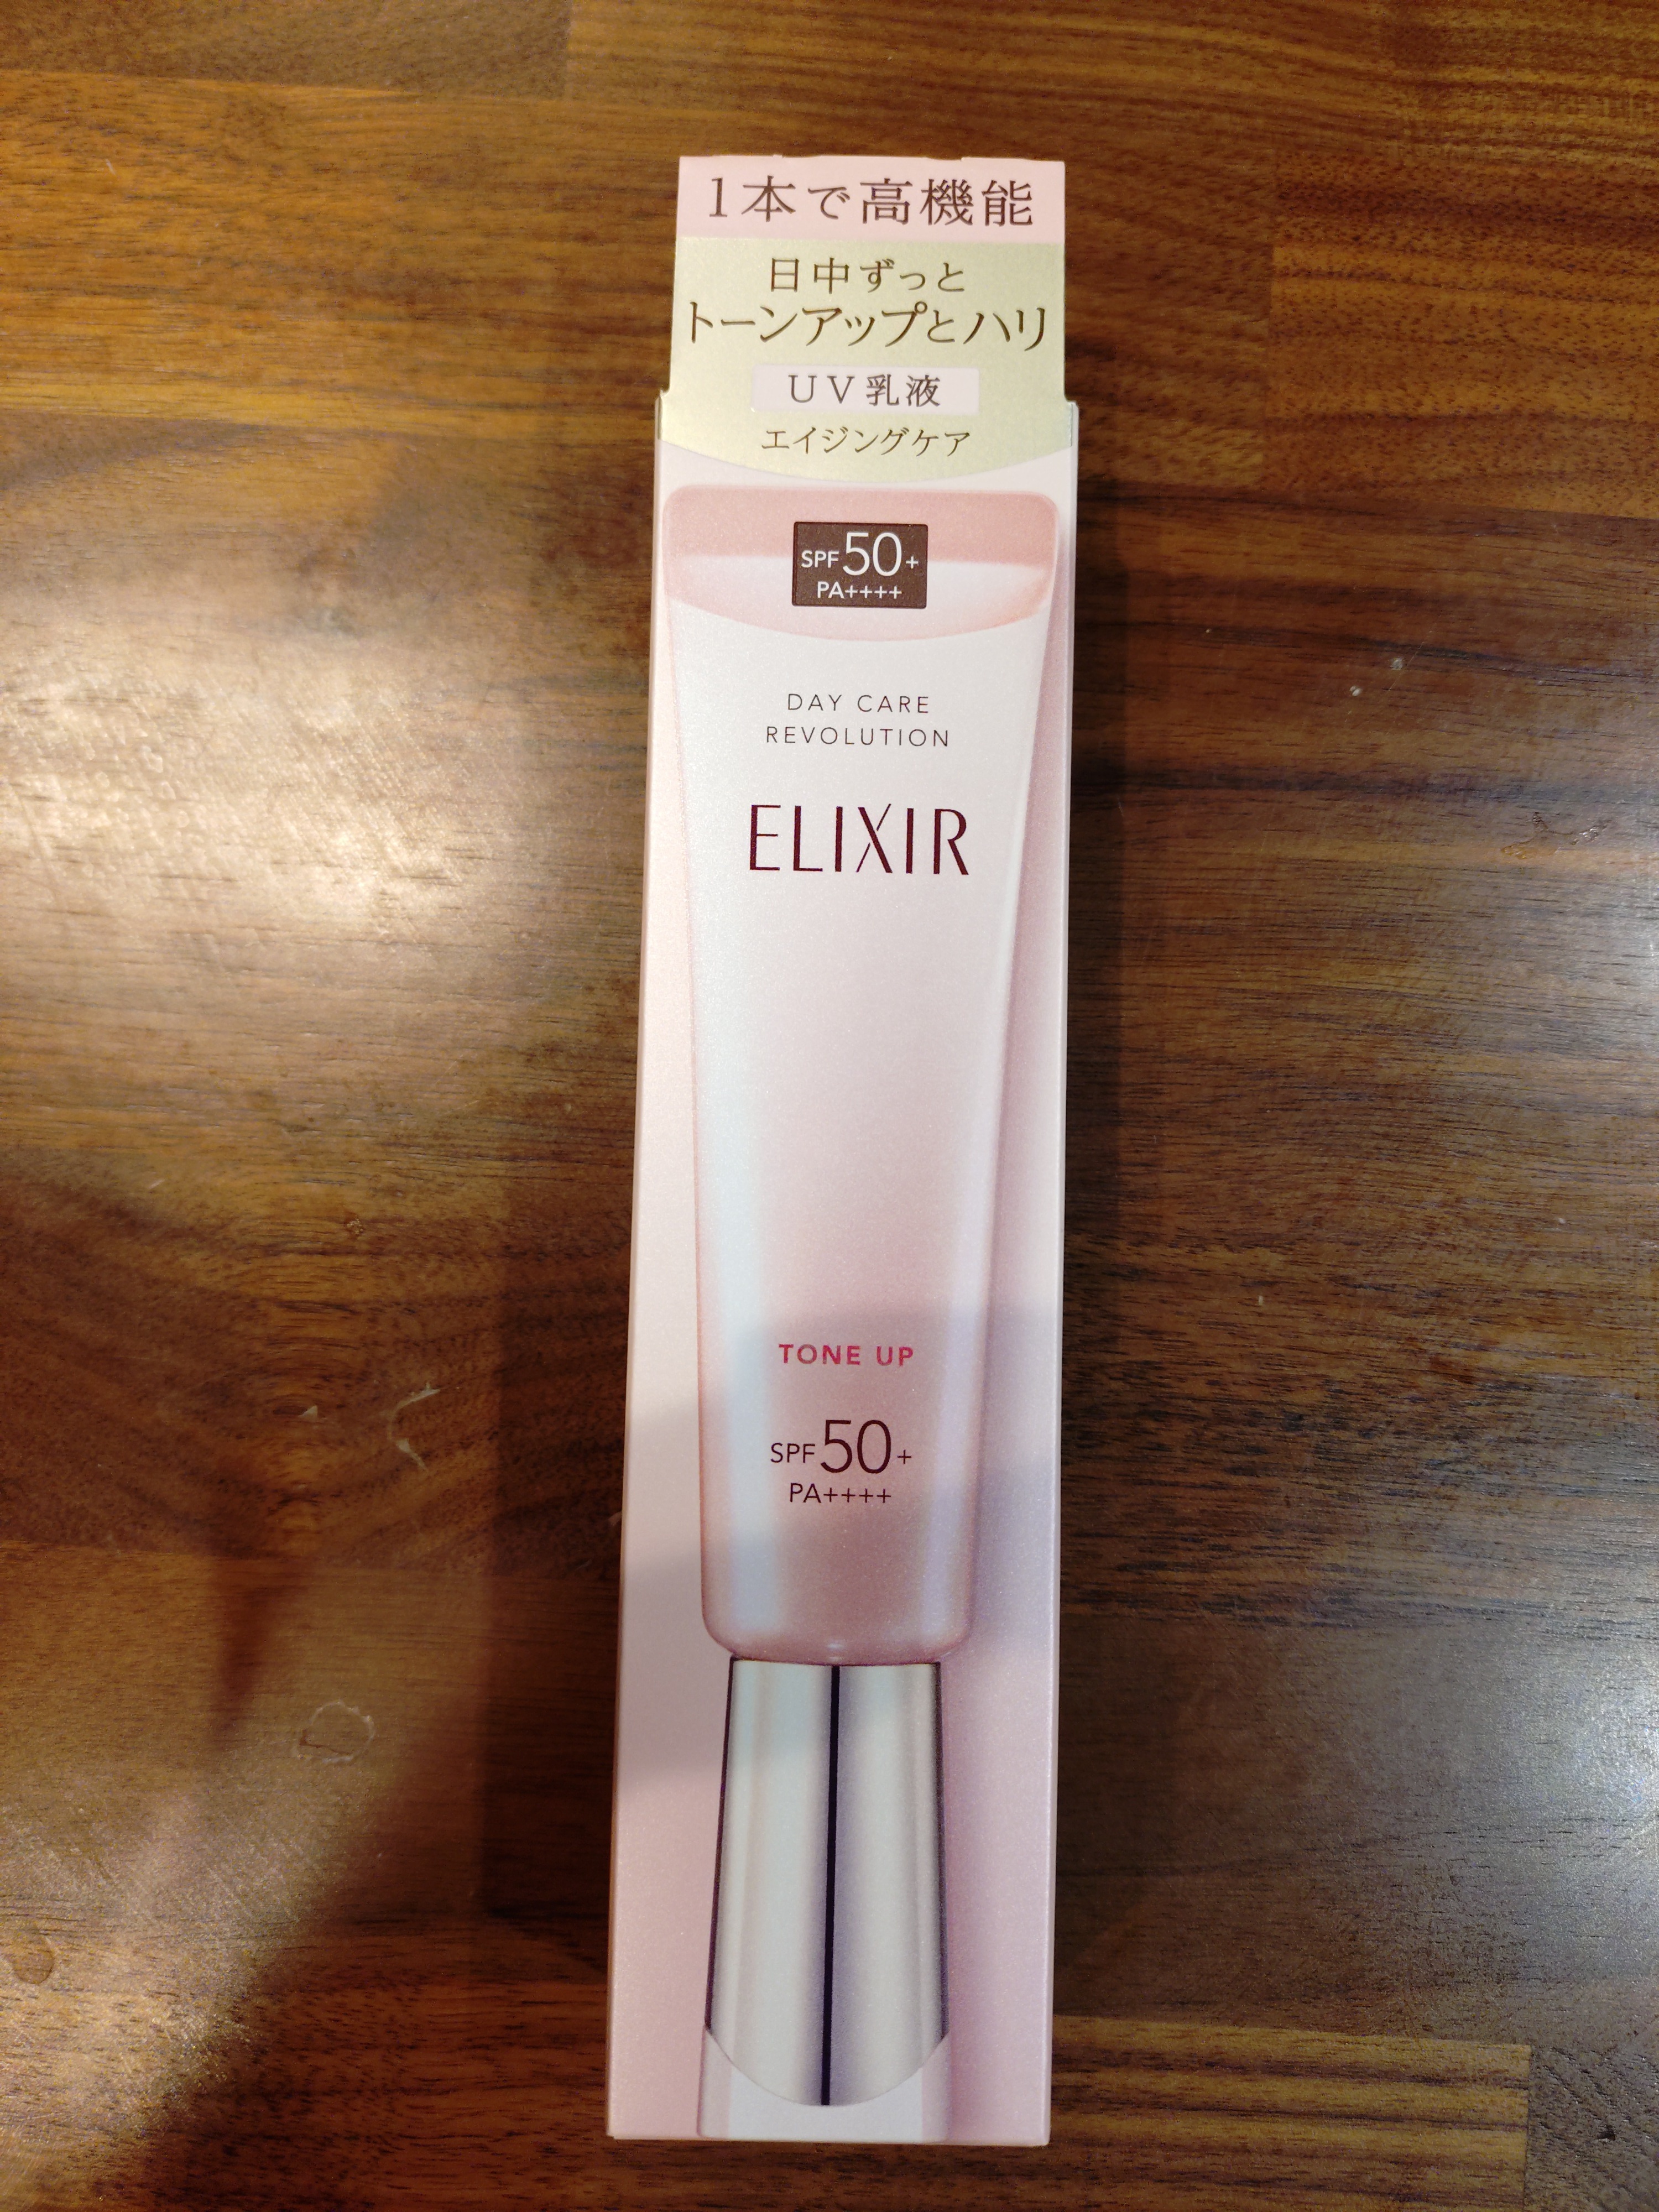 1本で高機能
日中ずっと
トーンアップとハリ
UV乳液
エイジングケア
SPF50+
PA++++
DAY CARE
REVOLUTION
ELIXIR
TONE UP
SPF50+
PA++++